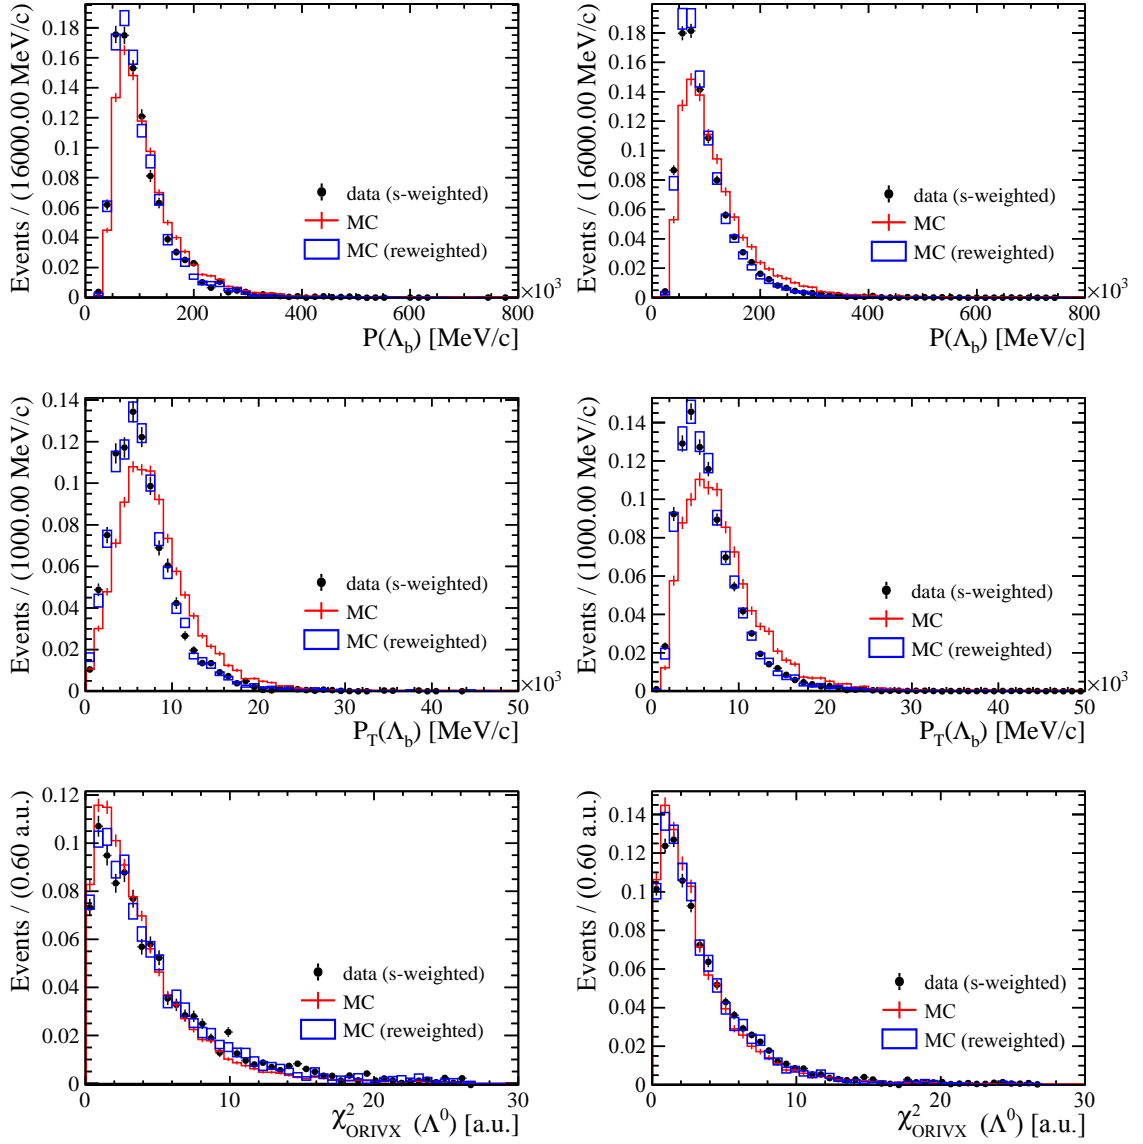 Events / (16000.00 MeV/c)
0.18
0.16
0.14
0.12
0.1
0.08
0.06
0.04
0.02
0
data (s-weighted)
MC
MC (reweighted)
0 200 400 600 800
×10³
P(Λb) [MeV/c]
Events / (16000.00 MeV/c)
0.18
0.16
0.14
0.12
0.1
0.08
0.06
0.04
0.02
0
data (s-weighted)
MC
MC (reweighted)
0 200 400 600 800
×10³
P(Λb) [MeV/c]
Events / (1000.00 MeV/c)
0.14
0.12
0.1
0.08
0.06
0.04
0.02
0
data (s-weighted)
MC
MC (reweighted)
0 10 20 30 40 50
×10³
PT(Λb) [MeV/c]
Events / (1000.00 MeV/c)
0.14
0.12
0.1
0.08
0.06
0.04
0.02
0
data (s-weighted)
MC
MC (reweighted)
0 10 20 30 40 50
×10³
PT(Λb) [MeV/c]
Events / (0.60 a.u.)
0.12
0.1
0.08
0.06
0.04
0.02
0
data (s-weighted)
MC
MC (reweighted)
0 10 20 30
χ²ORIVX (Λ⁰) [a.u.]
Events / (0.60 a.u.)
0.14
0.12
0.1
0.08
0.06
0.04
0.02
0
data (s-weighted)
MC
MC (reweighted)
0 10 20 30
χ²ORIVX (Λ⁰) [a.u.]